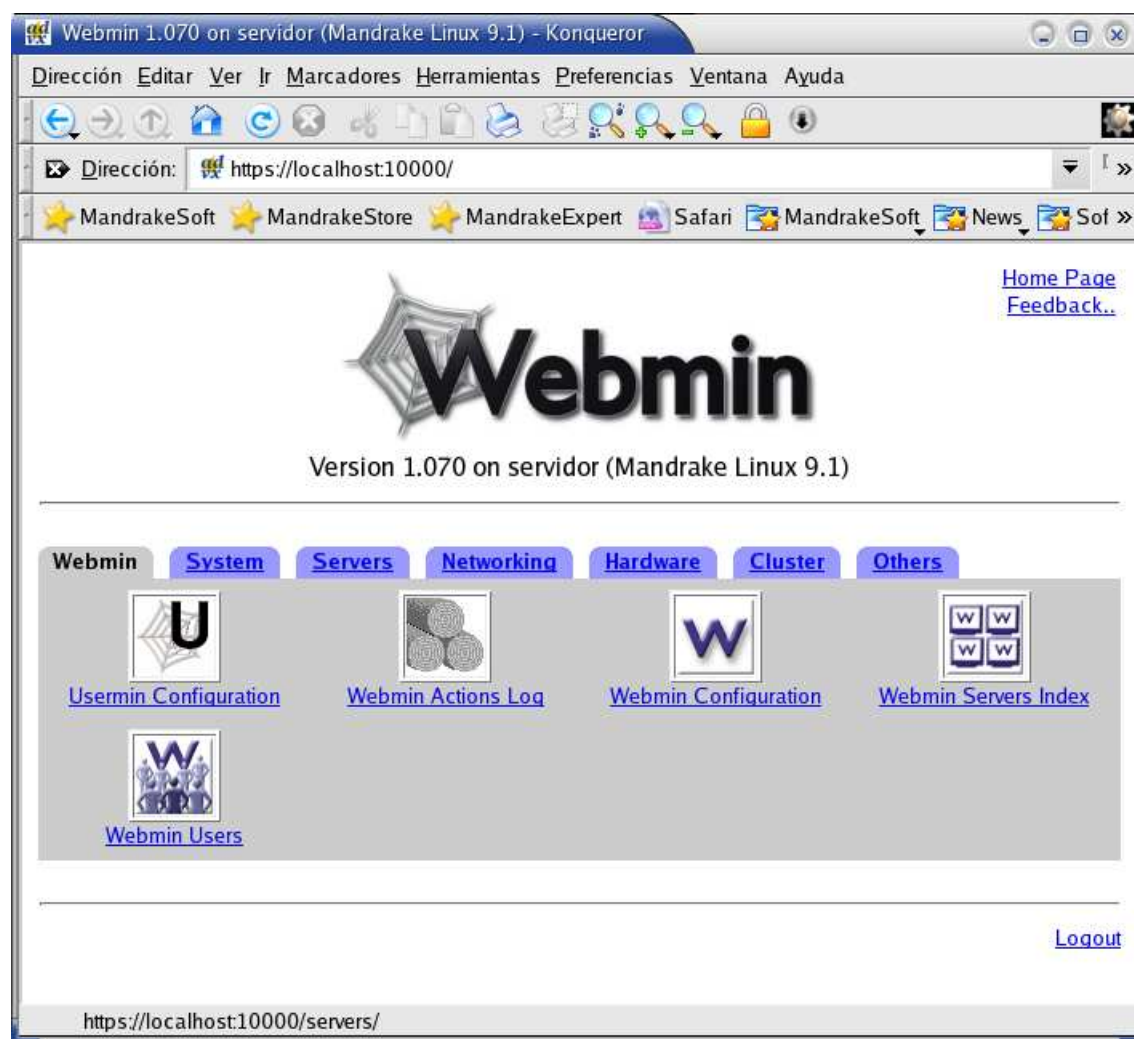 Webmin 1.070 on servidor (Mandrake Linux 9.1) - Konqueror
Dirección Editar Ver Ir Marcadores Herramientas Preferencias Ventana Ayuda
Dirección: https://localhost:10000/
MandrakeSoft MandrakeStore MandrakeExpert Safari MandrakeSoft News Sof »
Home Page
Feedback..
Webmin
Version 1.070 on servidor (Mandrake Linux 9.1)
Webmin System Servers Networking Hardware Cluster Others
U W W W W W
Usermin Configuration Webmin Actions Log Webmin Configuration Webmin Servers Index
W
Webmin Users
Logout
https://localhost:10000/servers/